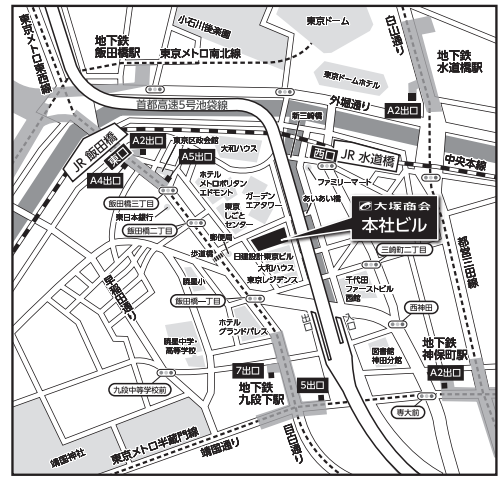 小石川後楽園
東京ドーム
白山通り
東京メトロ東西線
地下鉄
飯田橋駅
東京メトロ南北線
地下鉄
水道橋駅
東京ドームホテル
A2出口
首都高速5号池袋線
外堀通り
新三崎橋
JR 飯田橋
東
A2出口
東京区政会館
大和ハウス
西
JR 水道橋
中央本線
A5出口
A4出口
ホテル
メトロポリタン
エドモント
ガーデン
エアタワー
ファミリーマート
あいあい橋
飯田橋三丁目
東日本銀行
飯田橋二丁目
東京
しごと
センター
大塚商会
本社ビル
郵便局
歩道橋
日建設計東京ビル
大和ハウス
東京レジデンス
三崎町二丁目
都営三田線
早稲田通り
暁星小
飯田橋一丁目
千代田
ファーストビル
西館
出
入
西神田
ホテル
グランドパレス
暁星中学・
高等学校
図書館
神田分館
地下鉄
神保町駅
A2出口
7出口
地下鉄
九段下駅
5出口
九段中等学校前
専大前
靖国神社
東京メトロ半蔵門線
靖国通り
目白通り